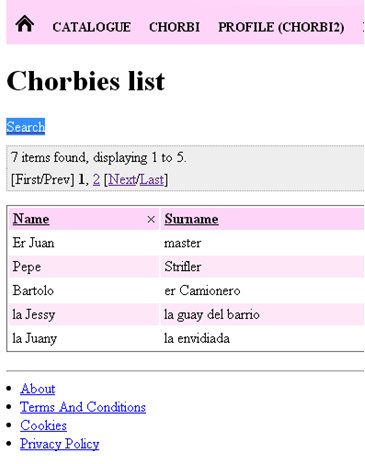 CATALOGUE CHORBI PROFILE (CHORBI2)
Chorbies list
Search
7 items found, displaying 1 to 5.
[First/Prev] 1, 2 [Next/Last]
Name Surname
Er Juan master
Pepe Strifler
Bartolo er Camionero
la Jessy la guay del barrio
la Juany la envidiada
About
Terms And Conditions
Cookies
Privacy Policy